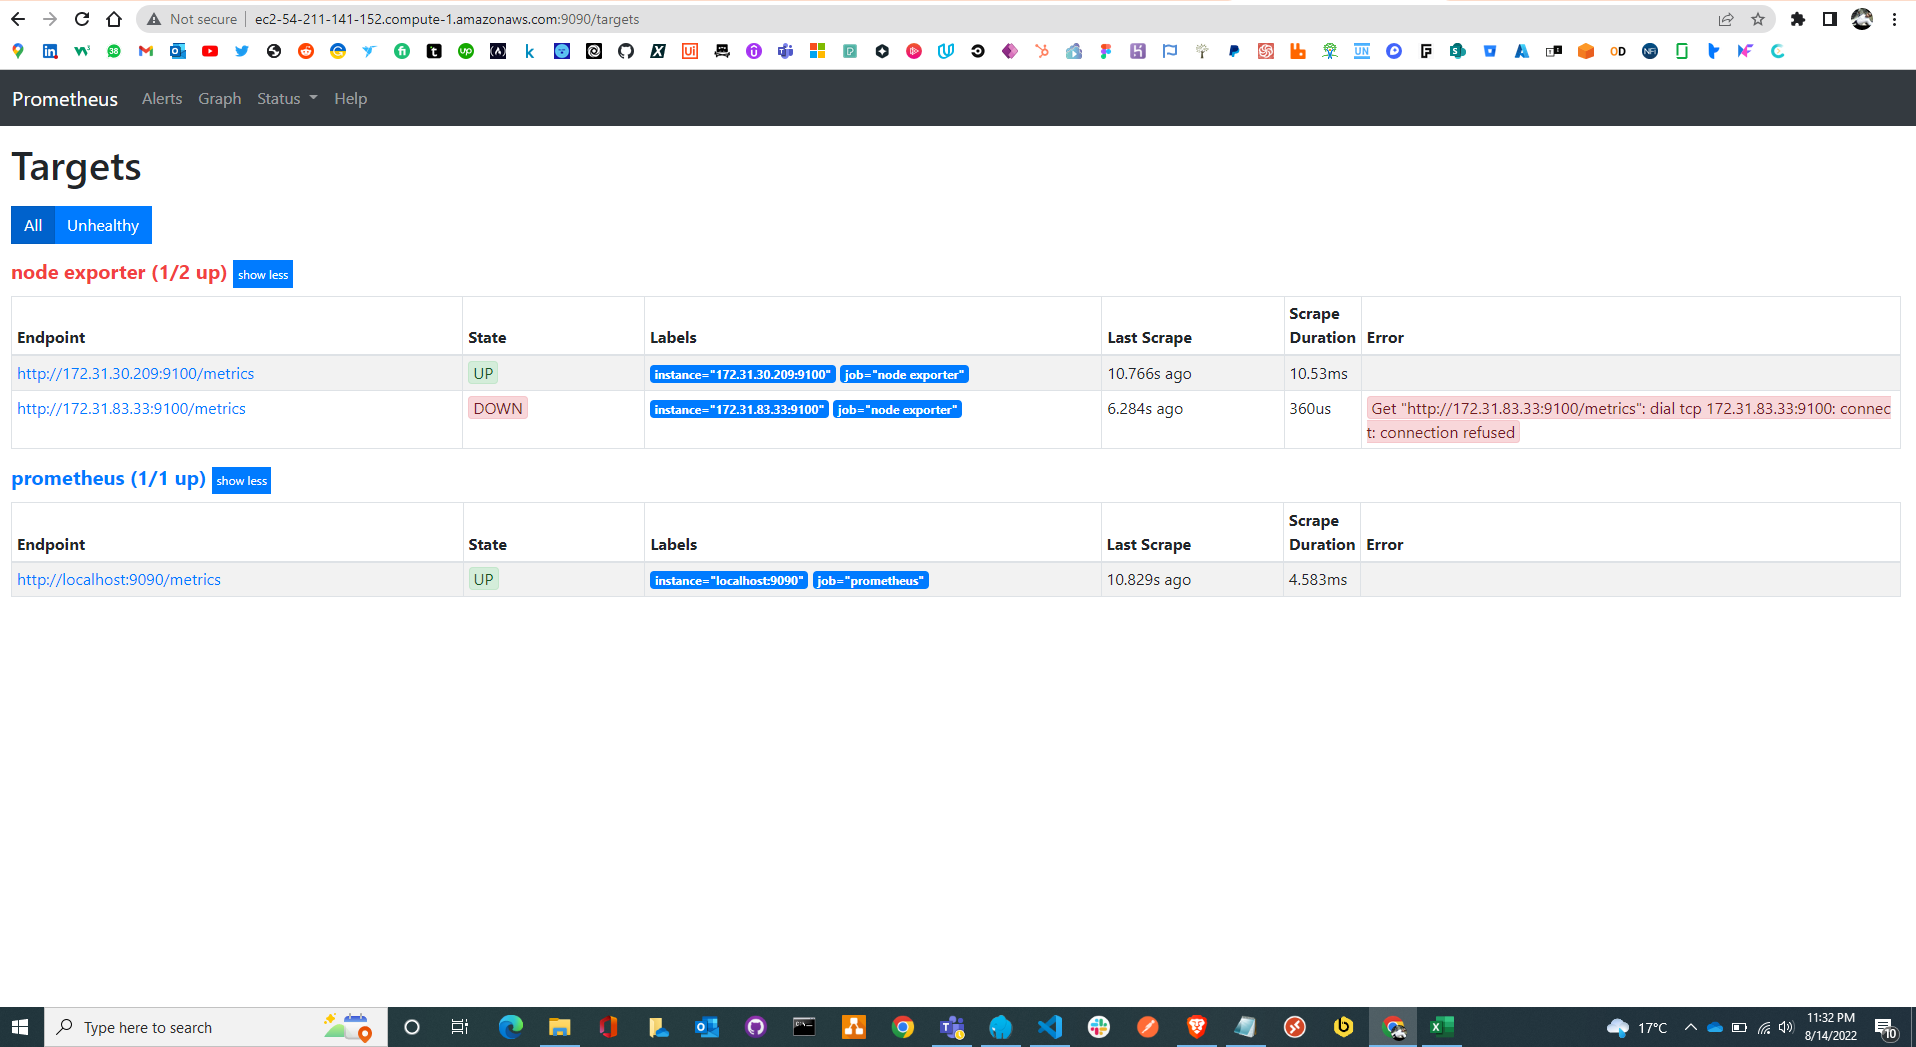 Not secure | ec2-54-211-141-152.compute-1.amazonaws.com:9090/targets
Prometheus Alerts Graph Status Help
Targets
All Unhealthy
node exporter (1/2 up) show less
Endpoint State Labels Last Scrape Scrape Duration Error
http://172.31.30.209:9100/metrics UP instance="172.31.30.209:9100" job="node exporter" 10.766s ago 10.53ms
http://172.31.83.33:9100/metrics DOWN instance="172.31.83.33:9100" job="node exporter" 6.284s ago 360us Get "http://172.31.83.33:9100/metrics": dial tcp 172.31.83.33:9100: connec
t: connection refused
prometheus (1/1 up) show less
Endpoint State Labels Last Scrape Scrape Duration Error
http://localhost:9090/metrics UP instance="localhost:9090" job="prometheus" 10.829s ago 4.583ms
Type here to search
17°C
11:32 PM
8/14/2022
10